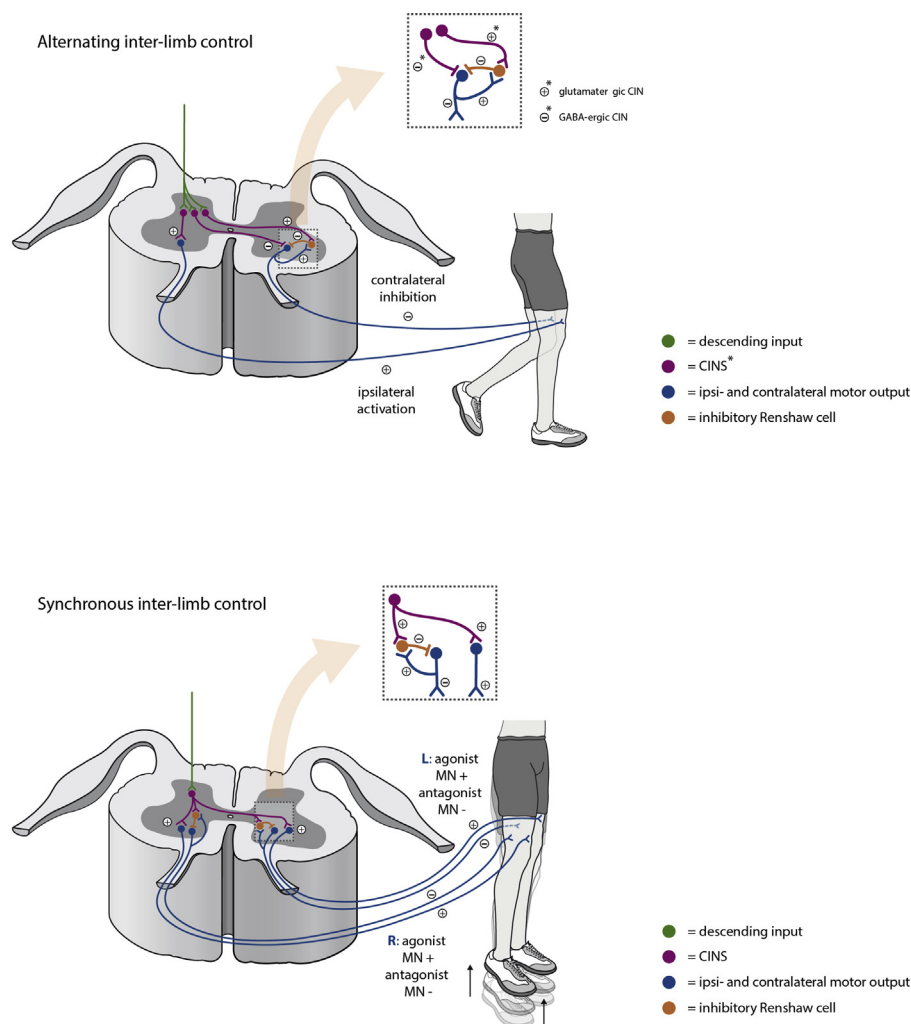 Alternating inter-limb control
⊕* ⊖ ⊖* ⊖ ⊕
⊕* glutamater gic CIN
⊖* GABA-ergic CIN
⊕ ⊕ ⊖ ⊖ ⊕
contralateral
inhibition
⊖
⊕
ipsilateral
activation
= descending input
= CINS*
= ipsi- and contralateral motor output
= inhibitory Renshaw cell
Synchronous inter-limb control
⊕ ⊕ ⊖ ⊕ ⊖ ⊕
L: agonist
MN +
antagonist
MN -
⊕ ⊕ ⊕
⊖
⊖
⊕
R: agonist
MN +
antagonist
MN -
= descending input
= CINS
= ipsi- and contralateral motor output
= inhibitory Renshaw cell